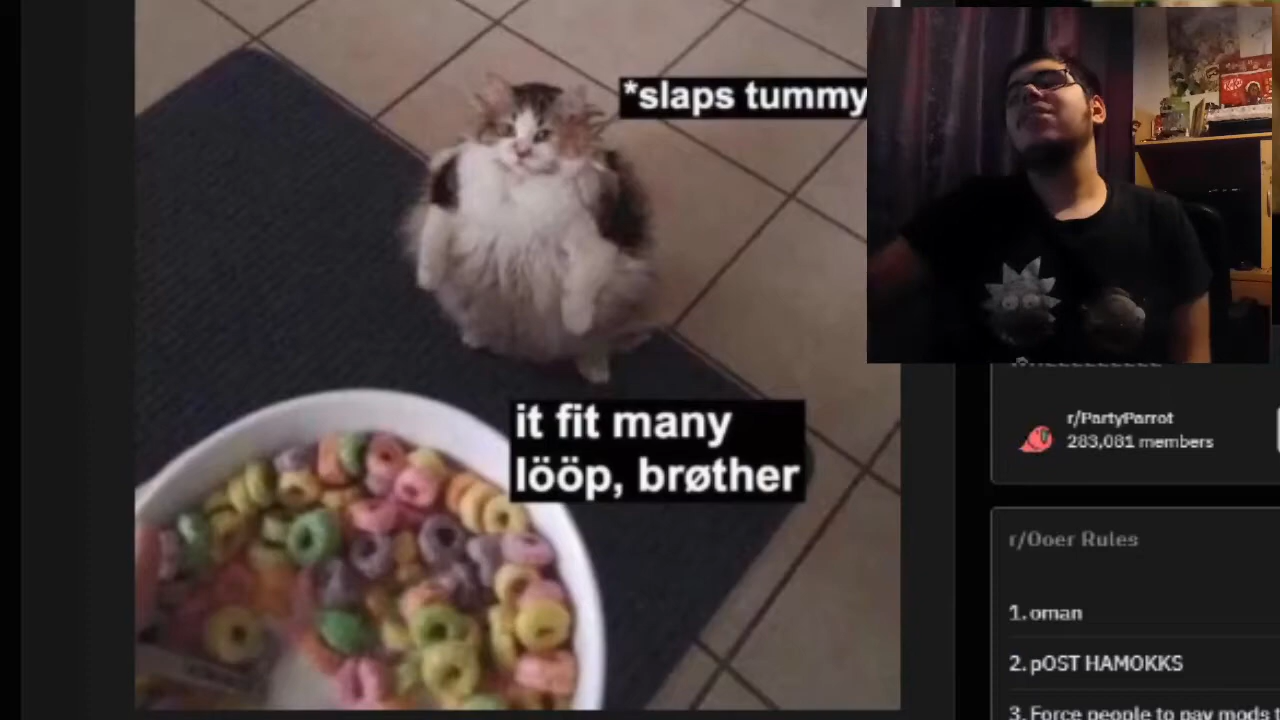 *slaps tummy
it fit many
lööp, brøther
r/PartyParrot
283,081 members
r/Ooer Rules
1. oman
2. pOST HAMOKKS
3. Force people to pay mods t